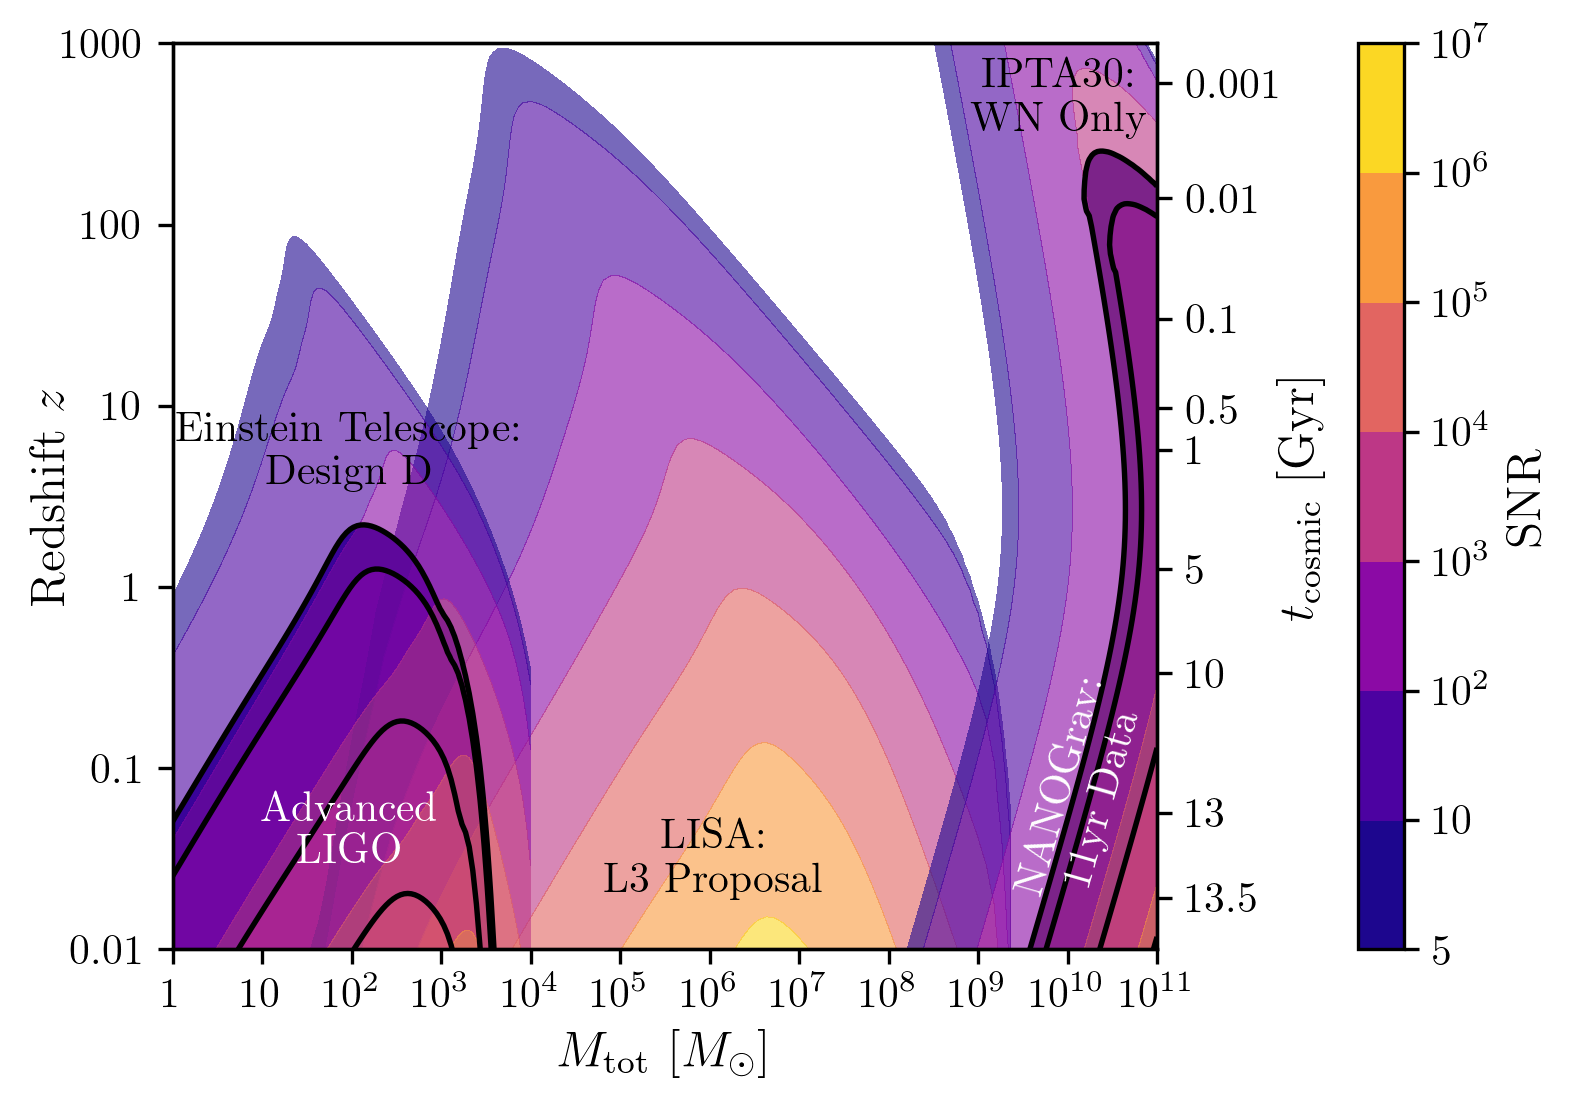 1000
100
10
1
0.1
0.01
Redshift z
1
10
10²
10³
10⁴
10⁵
10⁶
10⁷
10⁸
10⁹
10¹⁰
10¹¹
M_tot [M_⊙]
Einstein Telescope:
Design D
Advanced
LIGO
LISA:
L3 Proposal
IPTA30:
WN Only
NANOGrav:
11yr Data
0.001
0.01
0.1
0.5
1
5
10
13
13.5
t_cosmic [Gyr]
10⁷
10⁶
10⁵
10⁴
10³
10²
10
5
SNR